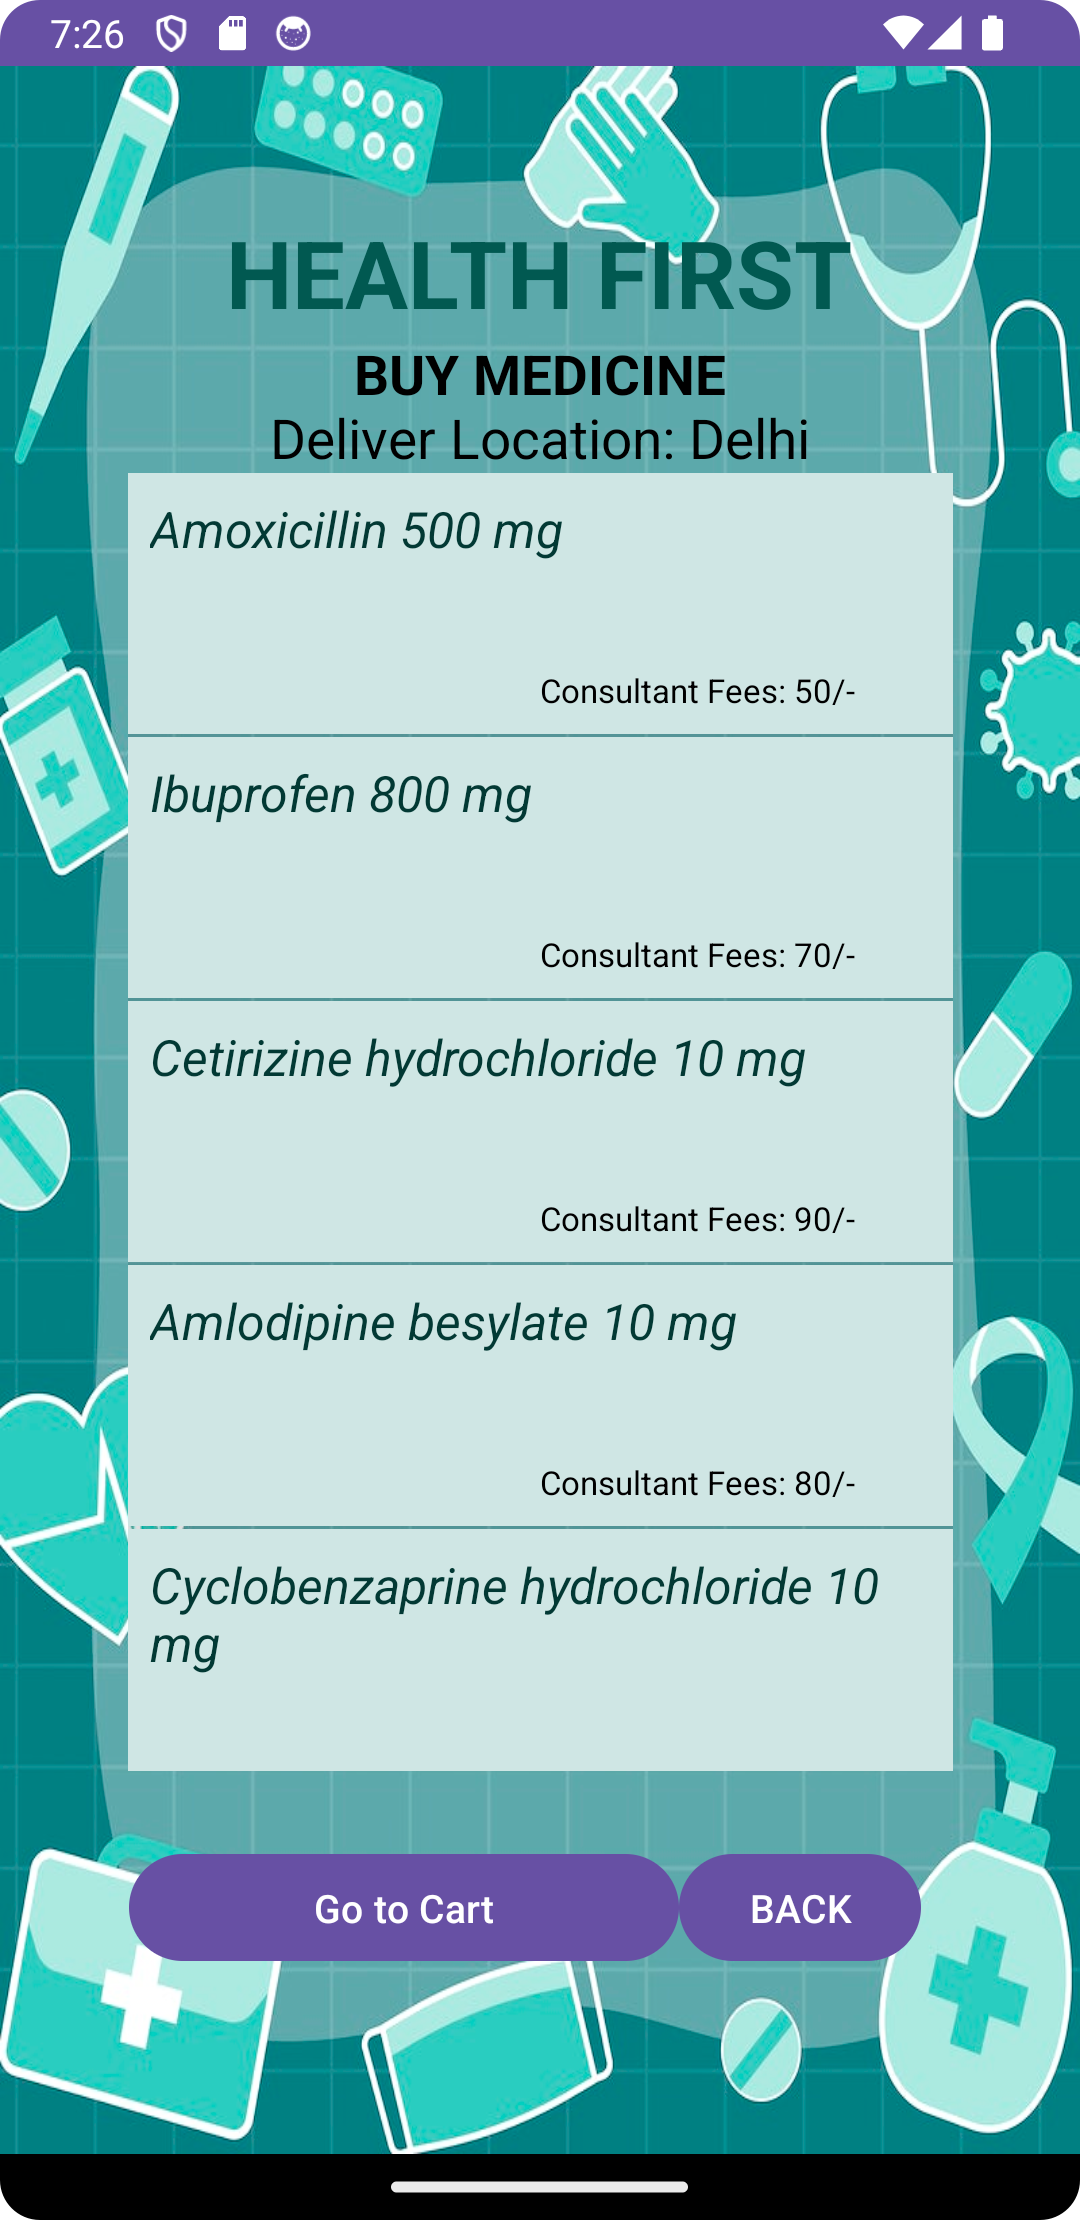 7:26
HEALTH FIRST
BUY MEDICINE
Deliver Location: Delhi
Amoxicillin 500 mg
Consultant Fees: 50/-
Ibuprofen 800 mg
Consultant Fees: 70/-
Cetirizine hydrochloride 10 mg
Consultant Fees: 90/-
Amlodipine besylate 10 mg
Consultant Fees: 80/-
Cyclobenzaprine hydrochloride 10
mg
Go to Cart BACK